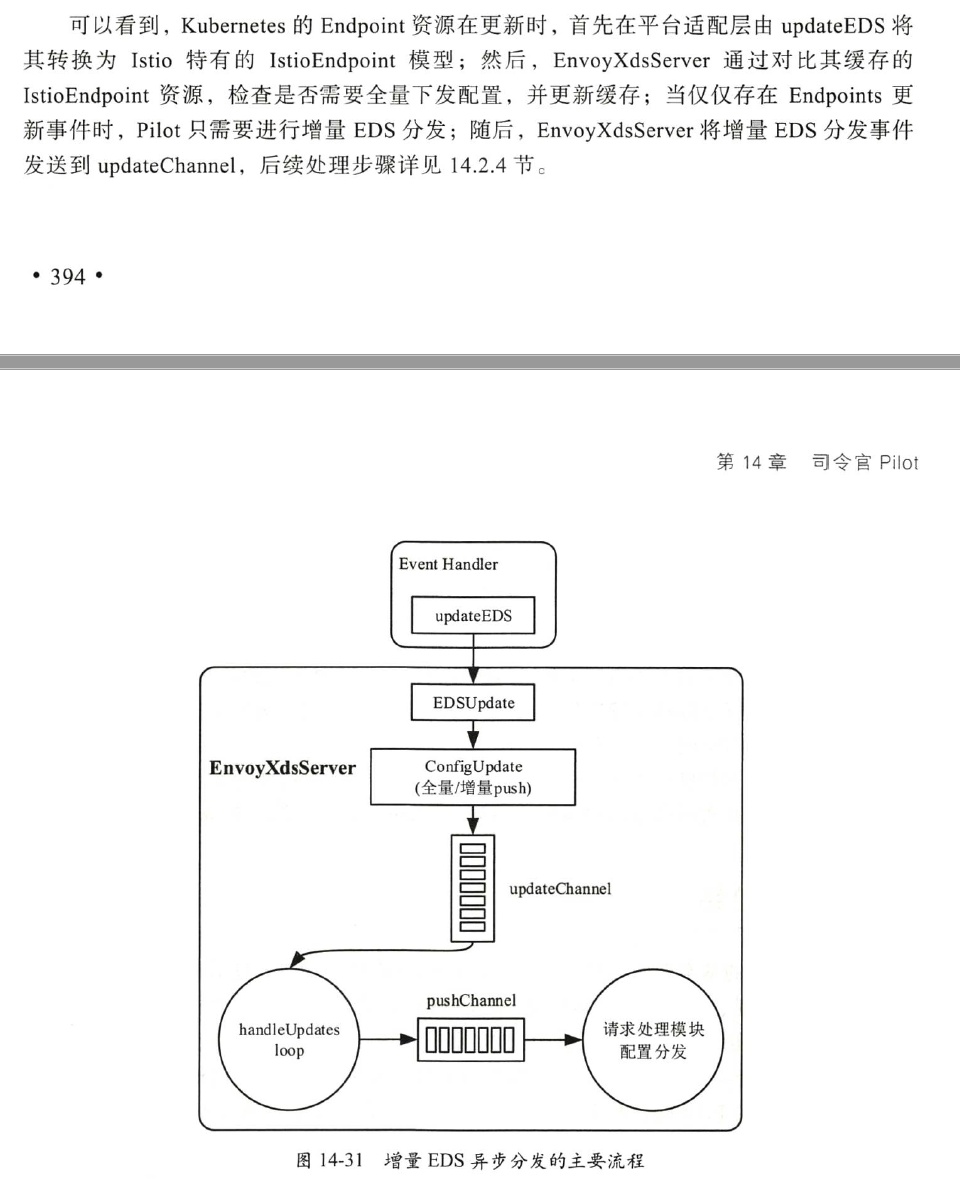 可以看到，Kubernetes 的 Endpoint 资源在更新时，首先在平台适配层由 updateEDS 将
其转换为 Istio 特有的 IstioEndpoint 模型；然后，EnvoyXdsServer 通过对比其缓存的
IstioEndpoint 资源，检查是否需要全量下发配置，并更新缓存；当仅仅存在 Endpoints 更
新事件时，Pilot 只需要进行增量 EDS 分发；随后，EnvoyXdsServer 将增量 EDS 分发事件
发送到 updateChannel，后续处理步骤详见 14.2.4 节。
• 394 •
第 14 章 司令官 Pilot
Event Handler
updateEDS
EDSUpdate
EnvoyXdsServer
ConfigUpdate
(全量/增量push)
updateChannel
pushChannel
handleUpdates
loop
请求处理模块
配置分发
图 14-31 增量 EDS 异步分发的主要流程